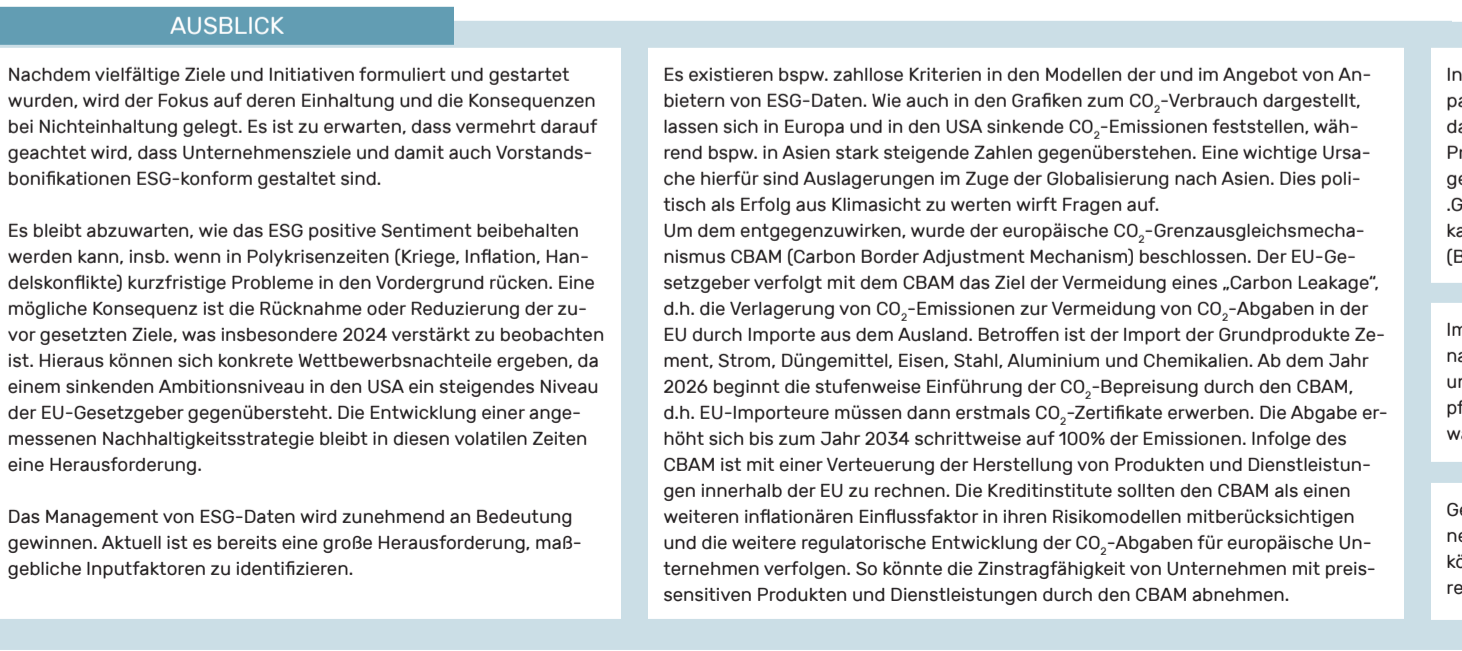 AUSBLICK
Nachdem vielfältige Ziele und Initiativen formuliert und gestartet
wurden, wird der Fokus auf deren Einhaltung und die Konsequenzen
bei Nichteinhaltung gelegt. Es ist zu erwarten, dass vermehrt darauf
geachtet wird, dass Unternehmensziele und damit auch Vorstands-
bonifikationen ESG-konform gestaltet sind.
Es bleibt abzuwarten, wie das ESG positive Sentiment beibehalten
werden kann, insb. wenn in Polykrisenzeiten (Kriege, Inflation, Han-
delskonflikte) kurzfristige Probleme in den Vordergrund rücken. Eine
mögliche Konsequenz ist die Rücknahme oder Reduzierung der zu-
vor gesetzten Ziele, was insbesondere 2024 verstärkt zu beobachten
ist. Hieraus können sich konkrete Wettbewerbsnachteile ergeben, da
einem sinkenden Ambitionsniveau in den USA ein steigendes Niveau
der EU-Gesetzgeber gegenübersteht. Die Entwicklung einer ange-
messenen Nachhaltigkeitsstrategie bleibt in diesen volatilen Zeiten
eine Herausforderung.
Das Management von ESG-Daten wird zunehmend an Bedeutung
gewinnen. Aktuell ist es bereits eine große Herausforderung, maß-
gebliche Inputfaktoren zu identifizieren.
Es existieren bspw. zahllose Kriterien in den Modellen der und im Angebot von An-
bietern von ESG-Daten. Wie auch in den Grafiken zum CO₂-Verbrauch dargestellt,
lassen sich in Europa und in den USA sinkende CO₂-Emissionen feststellen, wäh-
rend bspw. in Asien stark steigende Zahlen gegenüberstehen. Eine wichtige Ursa-
che hierfür sind Auslagerungen im Zuge der Globalisierung nach Asien. Dies poli-
tisch als Erfolg aus Klimasicht zu werten wirft Fragen auf.
Um dem entgegenzuwirken, wurde der europäische CO₂-Grenzausgleichsmecha-
nismus CBAM (Carbon Border Adjustment Mechanism) beschlossen. Der EU-Ge-
setzgeber verfolgt mit dem CBAM das Ziel der Vermeidung eines „Carbon Leakage“,
d.h. die Verlagerung von CO₂-Emissionen zur Vermeidung von CO₂-Abgaben in der
EU durch Importe aus dem Ausland. Betroffen ist der Import der Grundprodukte Ze-
ment, Strom, Düngemittel, Eisen, Stahl, Aluminium und Chemikalien. Ab dem Jahr
2026 beginnt die stufenweise Einführung der CO₂-Bepreisung durch den CBAM,
d.h. EU-Importeure müssen dann erstmals CO₂-Zertifikate erwerben. Die Abgabe er-
höht sich bis zum Jahr 2034 schrittweise auf 100% der Emissionen. Infolge des
CBAM ist mit einer Verteuerung der Herstellung von Produkten und Dienstleistun-
gen innerhalb der EU zu rechnen. Die Kreditinstitute sollten den CBAM als einen
weiteren inflationären Einflussfaktor in ihren Risikomodellen mitberücksichtigen
und die weitere regulatorische Entwicklung der CO₂-Abgaben für europäische Un-
ternehmen verfolgen. So könnte die Zinstragfähigkeit von Unternehmen mit preis-
sensitiven Produkten und Dienstleistungen durch den CBAM abnehmen.